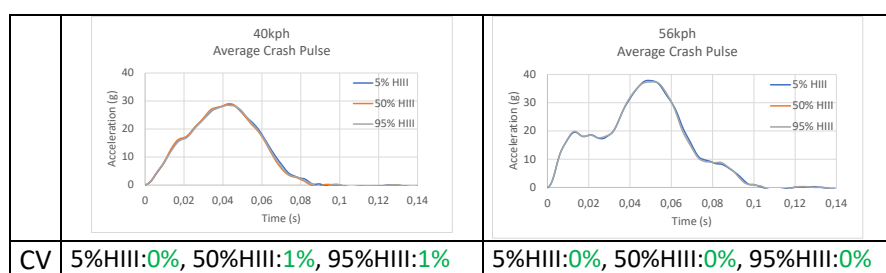 40kph
Average Crash Pulse
Acceleration (g)
40
30
20
10
0
0 0,02 0,04 0,06 0,08 0,1 0,12 0,14
Time (s)
5% HIII
50% HIII
95% HIII
56kph
Average Crash Pulse
Acceleration (g)
40
30
20
10
0
0 0,02 0,04 0,06 0,08 0,1 0,12 0,14
Time (s)
5% HIII
50% HIII
95% HIII
CV 5%HIII:0%, 50%HIII:1%, 95%HIII:1% 5%HIII:0%, 50%HIII:0%, 95%HIII:0%